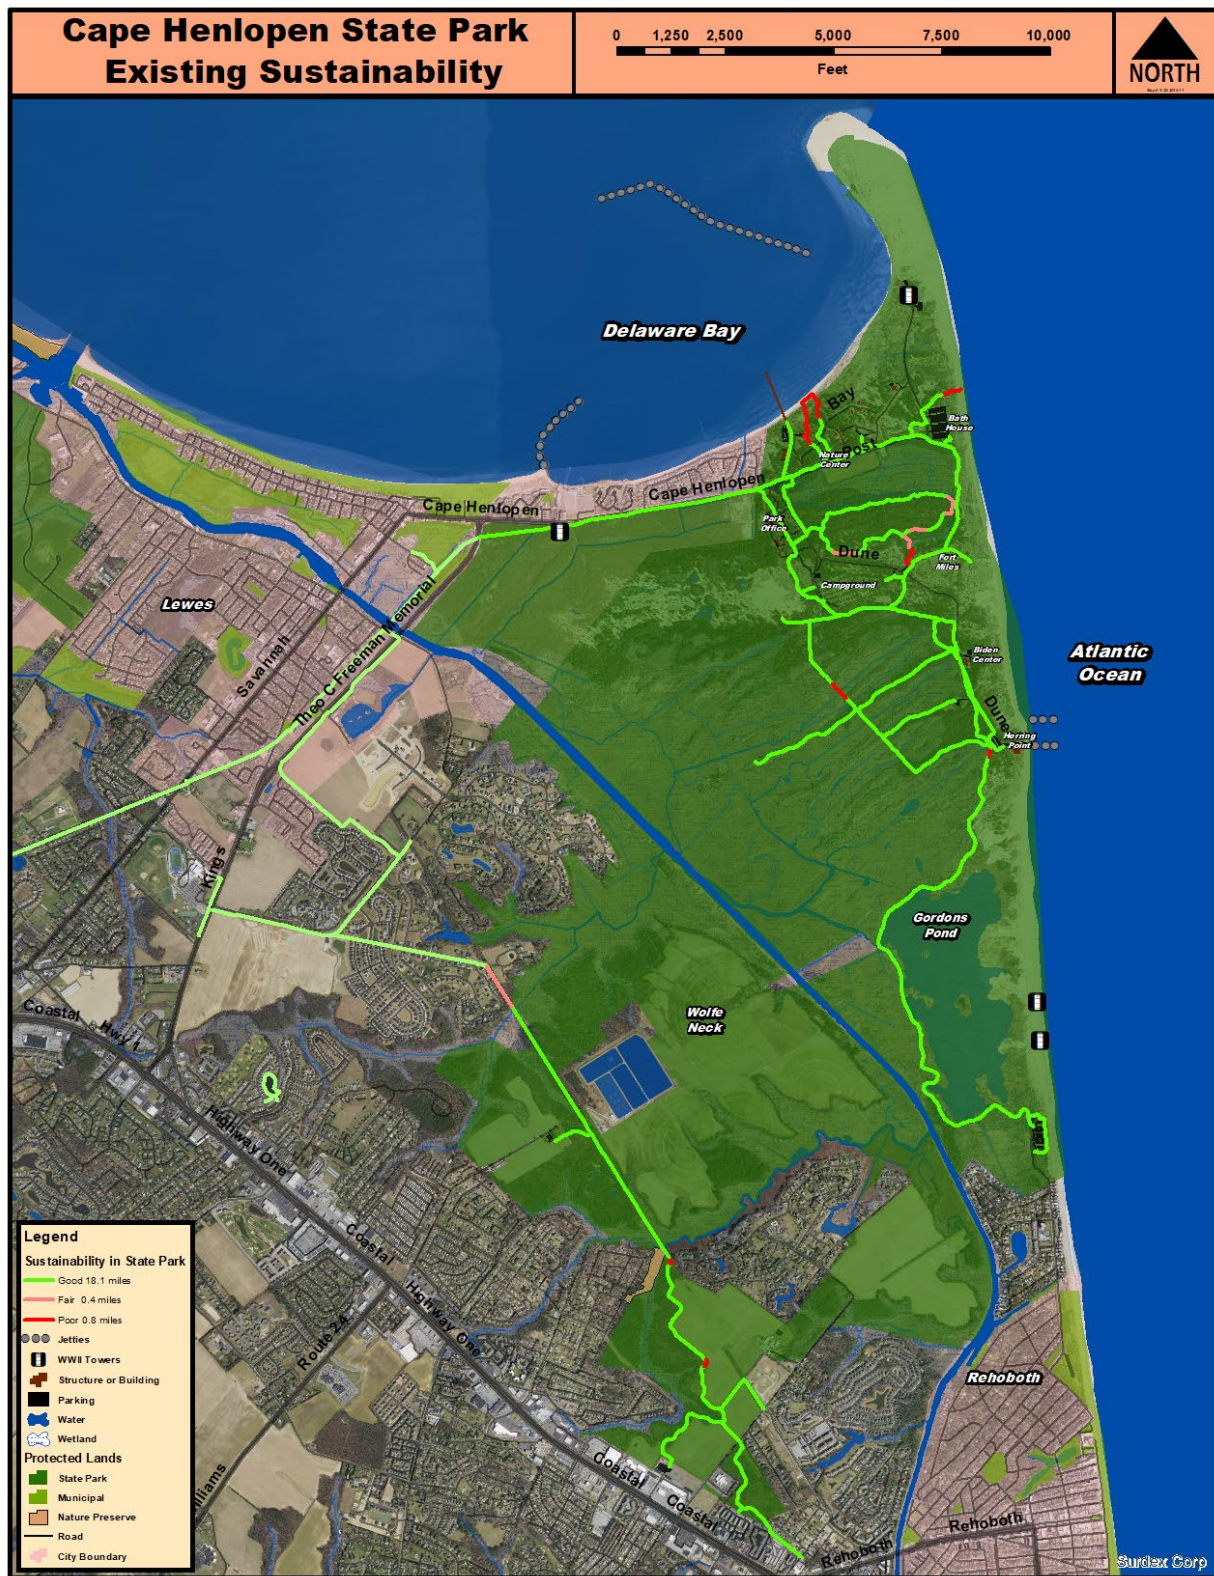 Cape Henlopen State Park
Existing Sustainability
0 1,250 2,500 5,000 7,500 10,000
Feet
NORTH
Delaware Bay
Bay
Bath
House
Post
Nature
Center
Cape Henlopen
Cape Henlopen
Park
Office
Dune
Fort
Miles
Campground
Lewes
Savannah
Theo C Freeman Memorial
Biden
Center
Atlantic
Ocean
Dune
Herring
Point
Kings
Gordons
Pond
Coastal Hwy 1
Wolfe
Neck
Highway One
Coastal
Highway One
Route 24
Rehoboth
Coastal
Coastal
Rehoboth
Rehoboth
lliams
Legend
Sustainability in State Park
Good 18.1 miles
Fair 0.4 miles
Poor 0.8 miles
Jetties
WWII Towers
Structure or Building
Parking
Water
Wetland
Protected Lands
State Park
Municipal
Nature Preserve
Road
City Boundary
Surdex Corp